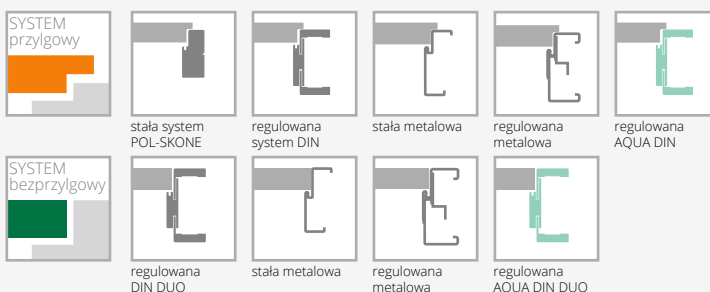 SYSTEM
przylgowy
stała system
POL-SKONE
regulowana
system DIN
stała metalowa
regulowana
metalowa
regulowana
AQUA DIN
SYSTEM
bezprzylgowy
regulowana
DIN DUO
stała metalowa
regulowana
metalowa
regulowana
AQUA DIN DUO